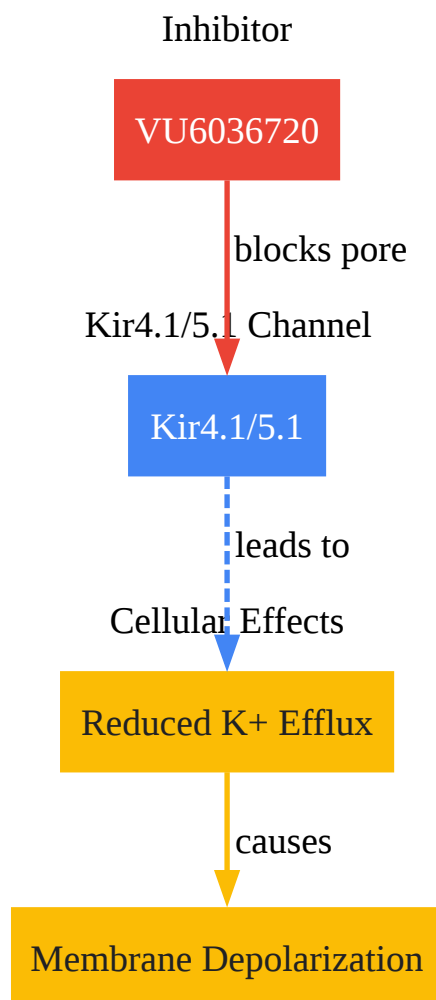 Inhibitor
VU6036720
blocks pore
Kir4.1/5.1 Channel
Kir4.1/5.1
leads to
Cellular Effects
Reduced K+ Efflux
causes
Membrane Depolarization